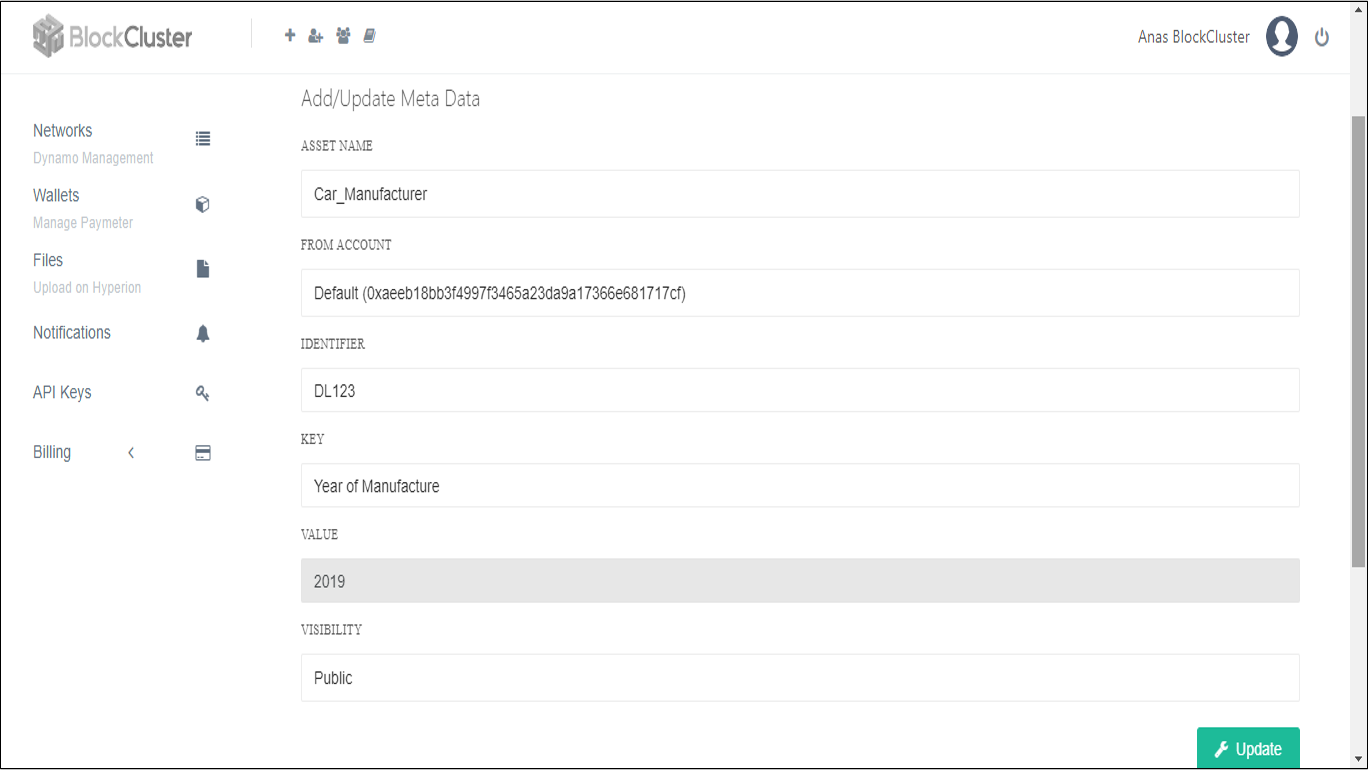 BlockCluster
Anas BlockCluster
Networks
Dynamo Management
Wallets
Manage Paymeter
Files
Upload on Hyperion
Notifications
API Keys
Billing
Add/Update Meta Data
ASSET NAME
Car_Manufacturer
FROM ACCOUNT
Default (0xaeeb18bb3f4997f3465a23da9a17366e681717cf)
IDENTIFIER
DL123
KEY
Year of Manufacture
VALUE
2019
VISIBILITY
Public
Update